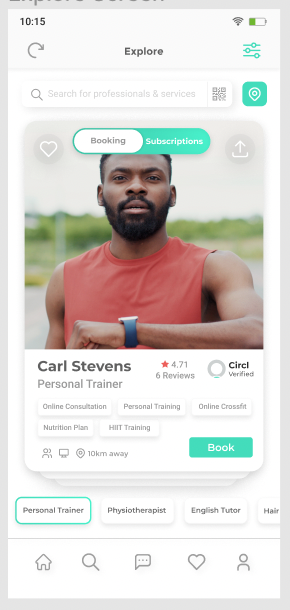 Explore Screen
10:15
Explore
Search for professionals & services
Booking
Subscriptions
Carl Stevens
4.71
Circl
Personal Trainer
6 Reviews
Verified
Online Consultation
Personal Training
Online Crossfit
Nutrition Plan
HIIT Training
10km away
Book
Personal Trainer
Physiotherapist
English Tutor
Hair